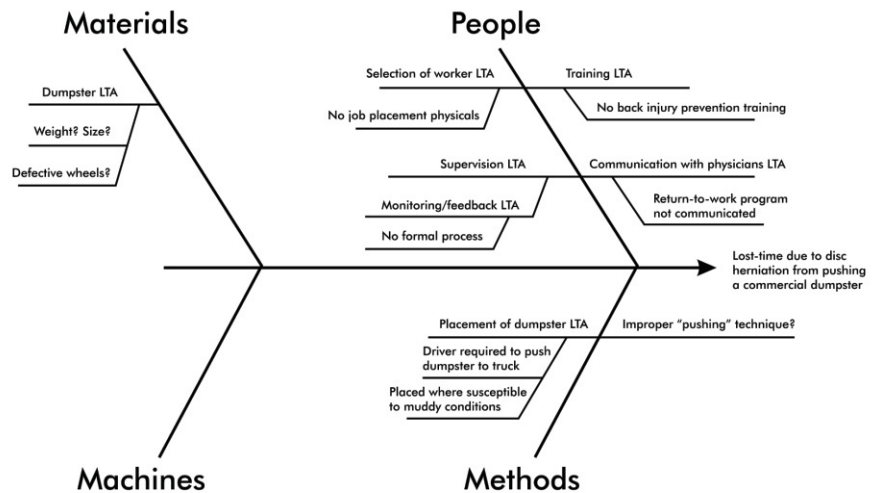 Materials
People
Dumpster LTA
Weight? Size?
Defective wheels?
Selection of worker LTA
Training LTA
No job placement physicals
No back injury prevention training
Supervision LTA
Communication with physicians LTA
Monitoring/feedback LTA
No formal process
Return-to-work program
not communicated
Lost-time due to disc
herniation from pushing
a commercial dumpster
Placement of dumpster LTA
Improper “pushing” technique?
Driver required to push
dumpster to truck
Placed where susceptible
to muddy conditions
Machines
Methods